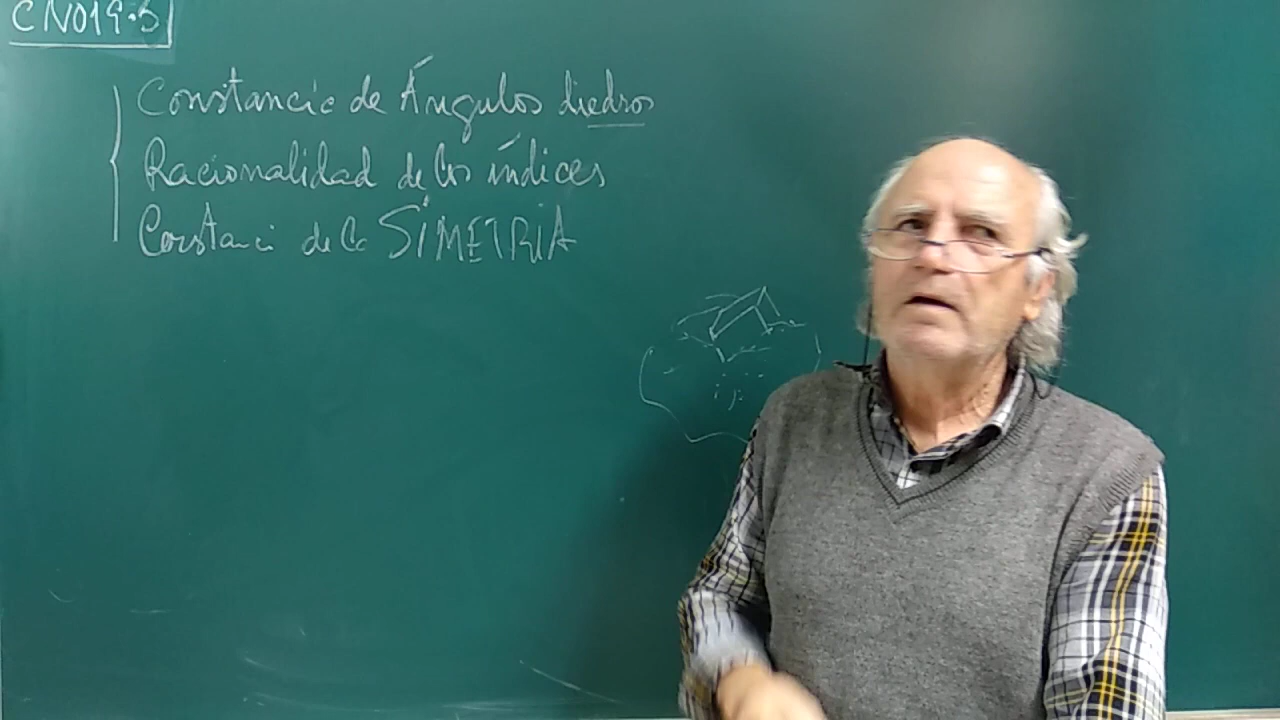 CN019-5
Constancia de Ángulos diedros
Racionalidad de los índices
Constanci de la SIMETRIA